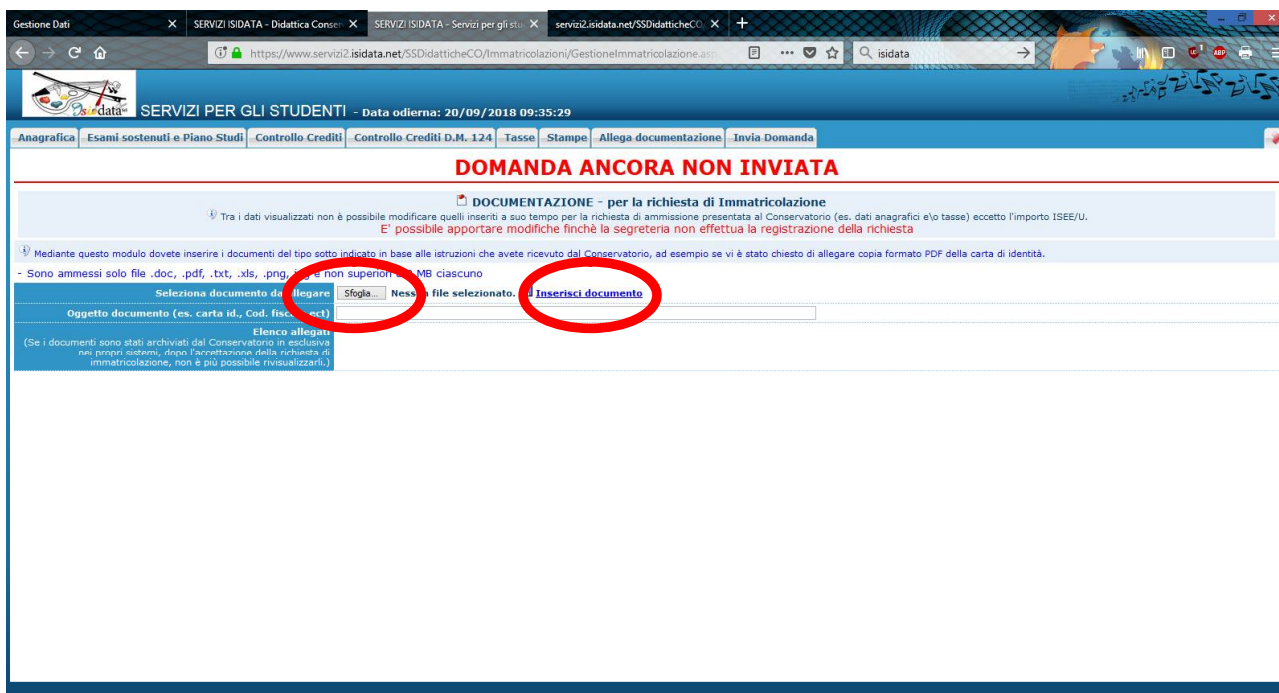 Gestione Dati
SERVIZI ISIDATA - Didattica Conser
SERVIZI ISIDATA - Servizi per gli stu
servizi2.isidata.net/SSDidatticheCO
https://www.servizi2.isidata.net/SSDidatticheCO/Immatricolazioni/GestioneImmatricolazione.as
isidata
Isidata
SERVIZI PER GLI STUDENTI - Data odierna: 20/09/2018 09:35:29
Anagrafica Esami sostenuti e Piano Studi Controllo Crediti Controllo Crediti D.M. 124 Tasse Stampe Allega documentazione Invia Domanda
DOMANDA ANCORA NON INVIATA
DOCUMENTAZIONE - per la richiesta di Immatricolazione
Tra i dati visualizzati non è possibile modificare quelli inseriti a suo tempo per la richiesta di ammissione presentata al Conservatorio (es. dati anagrafici e\o tasse) eccetto l'importo ISEE/U.
E' possibile apportare modifiche finchè la segreteria non effettua la registrazione della richiesta
Mediante questo modulo dovete inserire i documenti del tipo sotto indicato in base alle istruzioni che avete ricevuto dal Conservatorio, ad esempio se vi è stato chiesto di allegare copia formato PDF della carta di identità.
- Sono ammessi solo file .doc, .pdf, .txt, .xls, .png, e non superiori MB ciascuno
Seleziona documento da allegare Sfoglia... file selezionato. Inserisci documento
Oggetto documento (es. carta id., Cod. ect)
Elenco allegati
(Se i documenti sono stati archiviati dal Conservatorio in esclusiva
nei propri sistemi, dopo l'accettazione della richiesta di
immatricolazione, non è più possibile rivisualizzarli.)